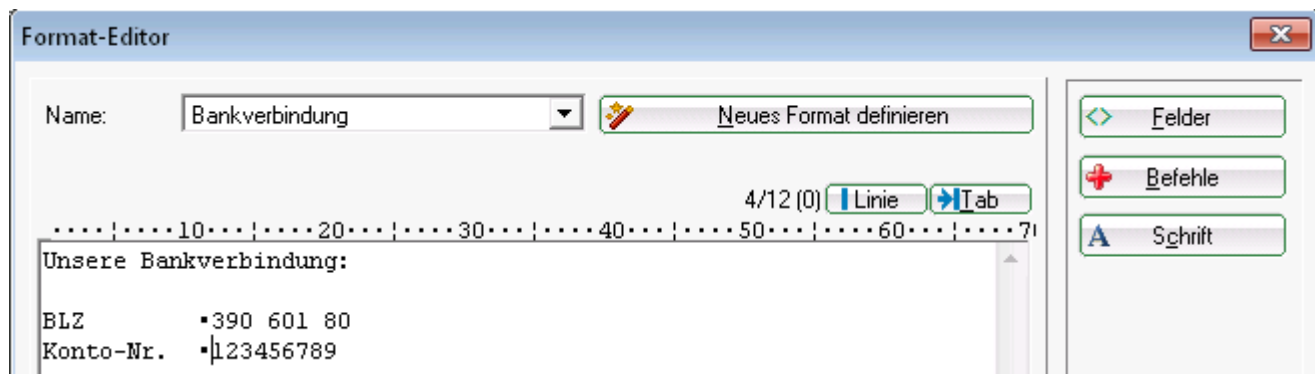 Format-Editor
Name: Bankverbindung Neues Format definieren
Felder
Befehle
Schrift
4/12 (0) Linie Tab
····¦····10···¦····20···¦····30···¦····40···¦····50···¦····60···¦····70
Unsere Bankverbindung:
BLZ ▪390 601 80
Konto-Nr. ▪123456789